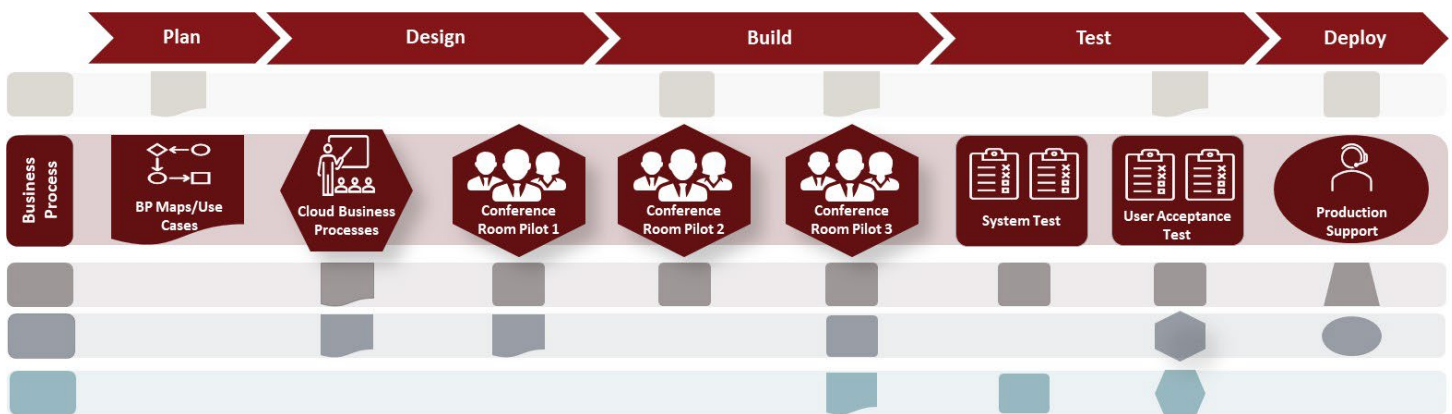 Plan
Design
Build
Test
Deploy
Business
Process
BP Maps/Use
Cases
Cloud Business
Processes
Conference
Room Pilot 1
Conference
Room Pilot 2
Conference
Room Pilot 3
System Test
User Acceptance
Test
Production
Support